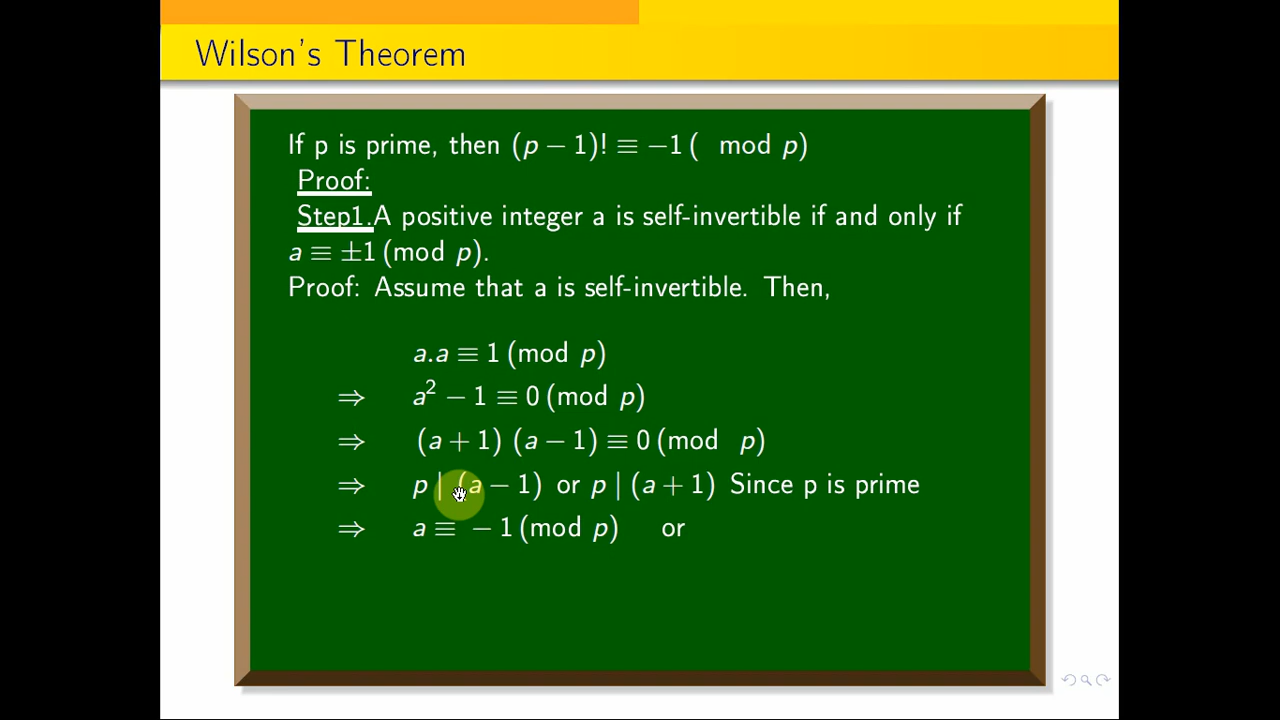 Wilson's Theorem
If p is prime, then (p − 1)! ≡ −1 ( mod p)
Proof:
Step1.A positive integer a is self-invertible if and only if
a ≡ ±1 (mod p).
Proof: Assume that a is self-invertible. Then,
a.a ≡ 1 (mod p)
⇒ a² − 1 ≡ 0 (mod p)
⇒ (a + 1) (a − 1) ≡ 0 (mod p)
⇒ p | (a − 1) or p | (a + 1) Since p is prime
⇒ a ≡ − 1 (mod p) or